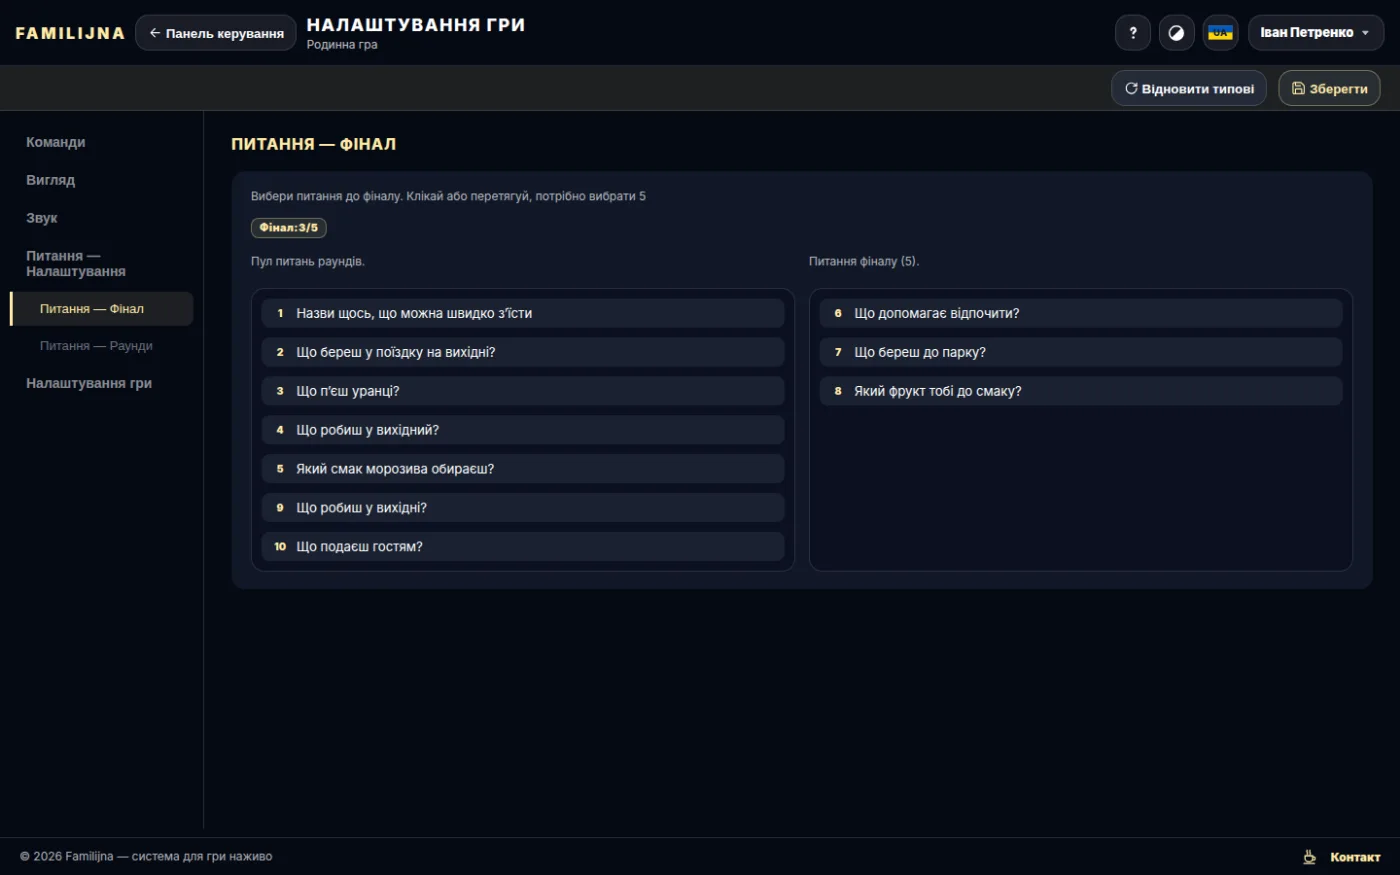 FAMILIJNA
← Панель керування
НАЛАШТУВАННЯ ГРИ
Родинна гра
?
UA
Іван Петренко
Відновити типові
Зберегти
Команди
Вигляд
Звук
Питання —
Налаштування
Питання — Фінал
Питання — Раунди
Налаштування гри
ПИТАННЯ — ФІНАЛ
Вибери питання до фіналу. Клікай або перетягуй, потрібно вибрати 5
Фінал:3/5
Пул питань раундів.
1 Назви щось, що можна швидко з’їсти
2 Що береш у поїздку на вихідні?
3 Що п’єш уранці?
4 Що робиш у вихідний?
5 Який смак морозива обираєш?
9 Що робиш у вихідні?
10 Що подаєш гостям?
Питання фіналу (5).
6 Що допомагає відпочити?
7 Що береш до парку?
8 Який фрукт тобі до смаку?
© 2026 Familijna — система для гри наживо
Контакт